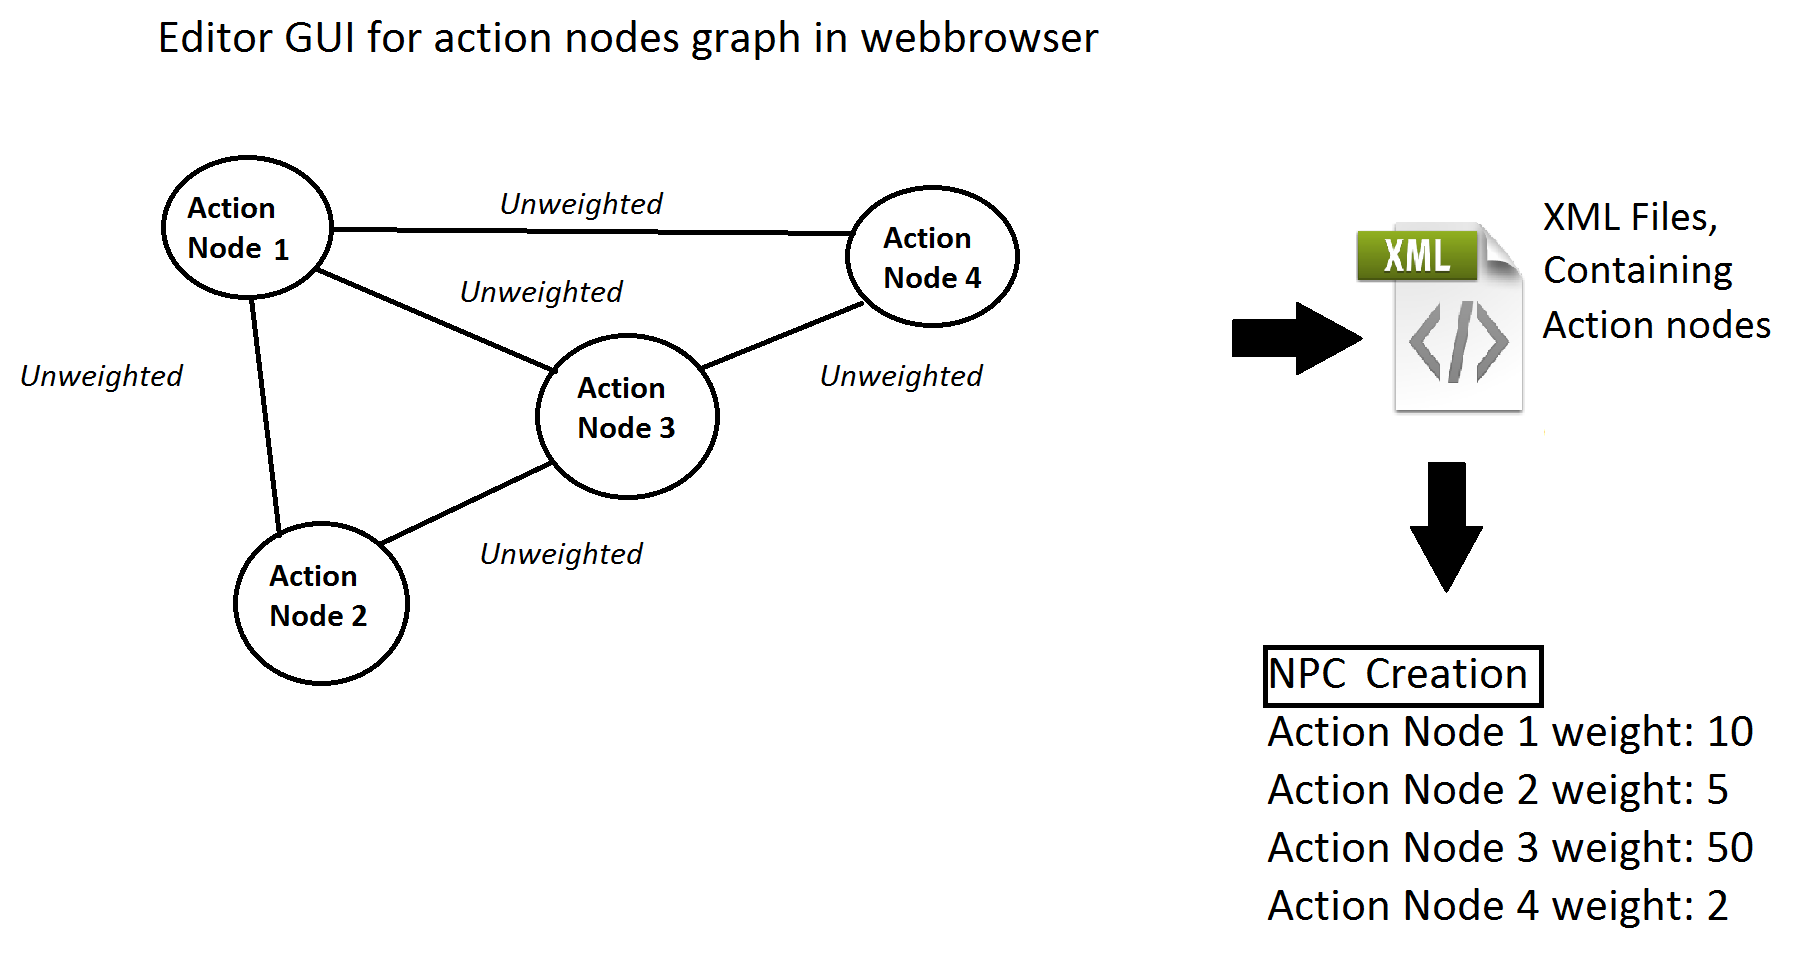 Editor GUI for action nodes graph in webbrowser
Action
Node 1
Unweighted
Action
Node 4
Unweighted
Unweighted
Action
Node 3
Unweighted
Unweighted
Action
Node 2
XML
XML Files,
Containing
Action nodes
NPC Creation
Action Node 1 weight: 10
Action Node 2 weight: 5
Action Node 3 weight: 50
Action Node 4 weight: 2